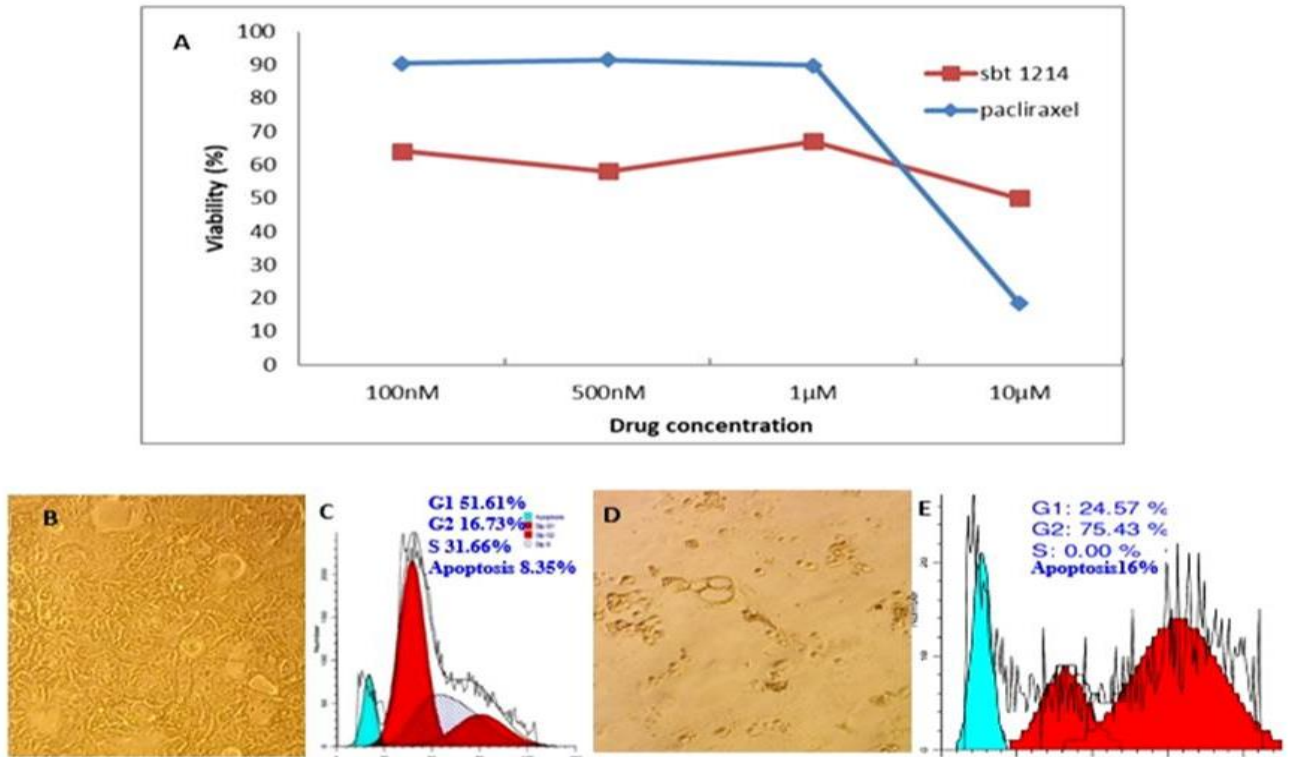 A
100
90
80
70
60
50
40
30
20
10
0
Viability (%)
sbt 1214
pacliraxel
100nM
500nM
1µM
10µM
Drug concentration
B
C
G1 51.61%
G2 16.73%
S 31.66%
Apoptosis 8.35%
Number
D
E
G1: 24.57 %
G2: 75.43 %
S: 0.00 %
Apoptosis16%